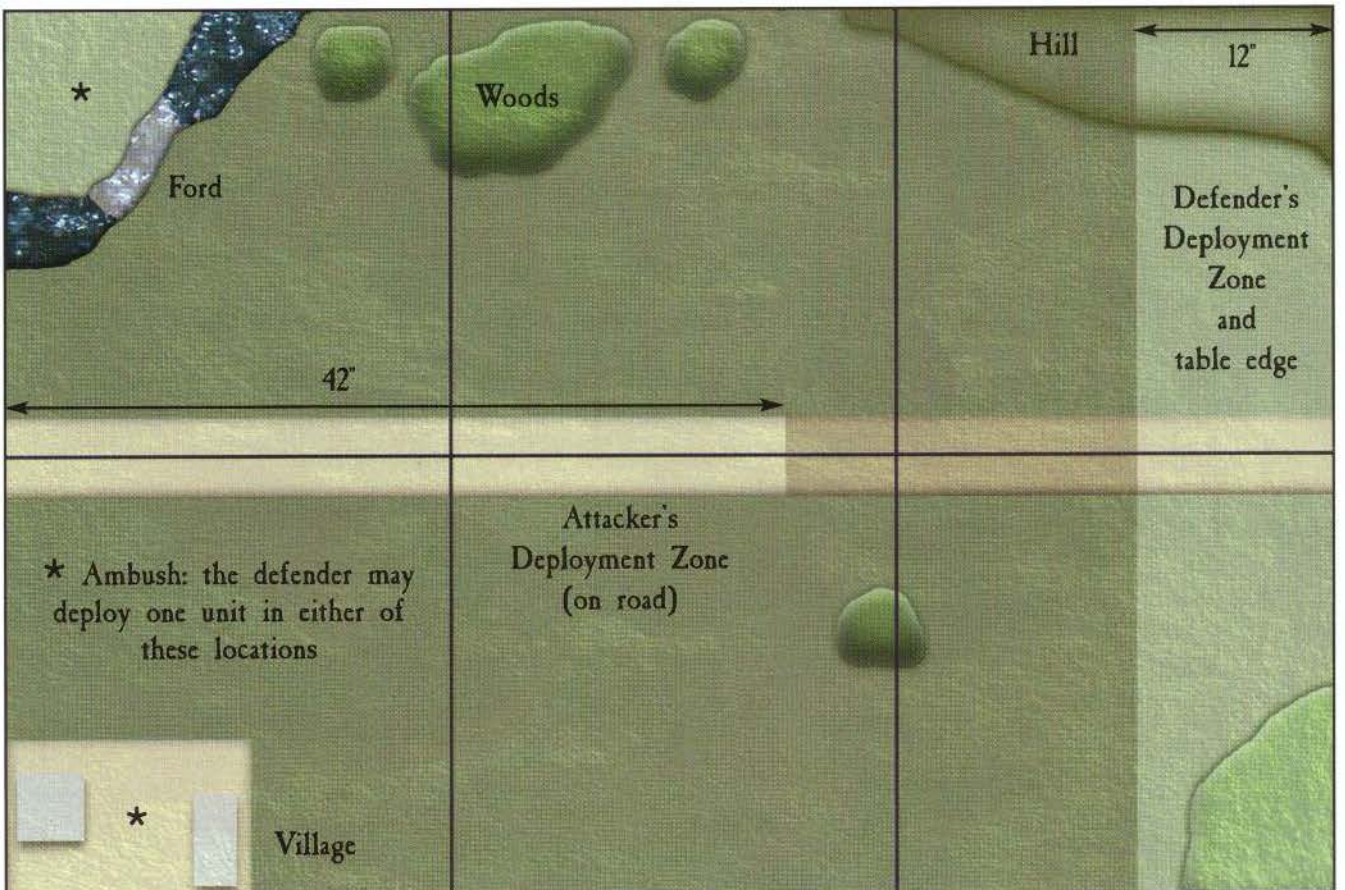 Hill
12"
*
Woods
Ford
Defender's
Deployment
Zone
and
table edge
42"
Attacker's
Deployment Zone
(on road)
* Ambush: the defender may
deploy one unit in either of
these locations
*
Village